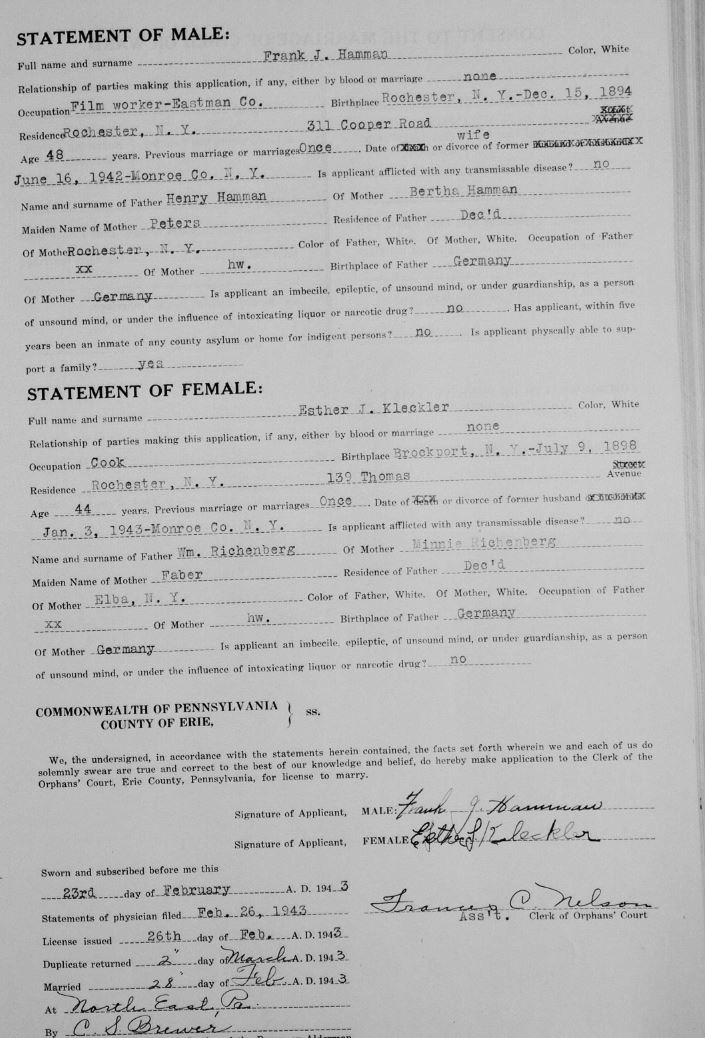 STATEMENT OF MALE:
Full name and surname Frank J. Hamman Color, White
Relationship of parties making this application, if any, either by blood or marriage none
Occupation Film worker-Eastman Co. Birthplace Rochester, N. Y.-Dec. 15, 1894
Residence Rochester, N. Y. 311 Cooper Road Street Avenue
Age 48 years. Previous marriage or marriages Once Date of or divorce of former wife
June 16, 1942-Monroe Co. N. Y. Is applicant afflicted with any transmissable disease? no
Name and surname of Father Henry Hamman Of Mother Bertha Hamman
Maiden Name of Mother Peters Residence of Father Dec'd
Of Mother Rochester, N. Y. Color of Father, White. Of Mother, White. Occupation of Father
xx Of Mother hw. Birthplace of Father Germany
Of Mother Germany Is applicant an imbecile, epileptic, of unsound mind, or under guardianship, as a person
of unsound mind, or under the influence of intoxicating liquor or narcotic drug? no Has applicant, within five
years been an inmate of any county asylum or home for indigent persons? no Is applicant physcally able to sup-
port a family? yes
STATEMENT OF FEMALE:
Full name and surname Esther J. Kleckler Color, White
Relationship of parties making this application, if any, either by blood or marriage none
Occupation Cook Birthplace Brockport, N. Y.-July 9, 1898
Residence Rochester, N. Y. 139 Thomas Street Avenue
Age 44 years. Previous marriage or marriages Once Date of death or divorce of former husband
Jan. 3, 1943-Monroe Co. N. Y. Is applicant afflicted with any transmissable disease? no
Name and surname of Father Wm. Richenberg Of Mother Minnie Richenberg
Maiden Name of Mother Faber Residence of Father Dec'd
Of Mother Elba, N. Y. Color of Father, White. Of Mother, White. Occupation of Father
xx Of Mother hw. Birthplace of Father Germany
Of Mother Germany Is applicant an imbecile, epileptic, of unsound mind, or under guardianship, as a person
of unsound mind, or under the influence of intoxicating liquor or narcotic drug? no
COMMONWEALTH OF PENNSYLVANIA
COUNTY OF ERIE, } ss.
We, the undersigned, in accordance with the statements herein contained, the facts set forth wherein we and each of us do
solemnly swear are true and correct to the best of our knowledge and belief, do hereby make application to the Clerk of the
Orphans' Court, Erie County, Pennsylvania, for license to marry.
Signature of Applicant, MALE: Frank J. Hamman
Signature of Applicant, FEMALE Esther J. Kleckler
Sworn and subscribed before me this
23rd day of February A. D. 1943
Statements of physician filed Feb. 26, 1943
Francis C. Nelson
Ass't. Clerk of Orphans' Court
License issued 26th day of Feb. A. D. 1943
Duplicate returned 2" day of March A. D. 1943
Married 28" day of Feb A. D. 1943
At North East, Pa.
By C. S. Brewer